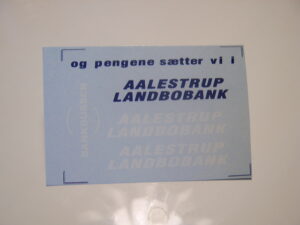 og pengene sætter vi i
AALESTRUP
LANDBOBANK
AALESTRUP
LANDBOBANK
AALESTRUP
LANDBOBANK